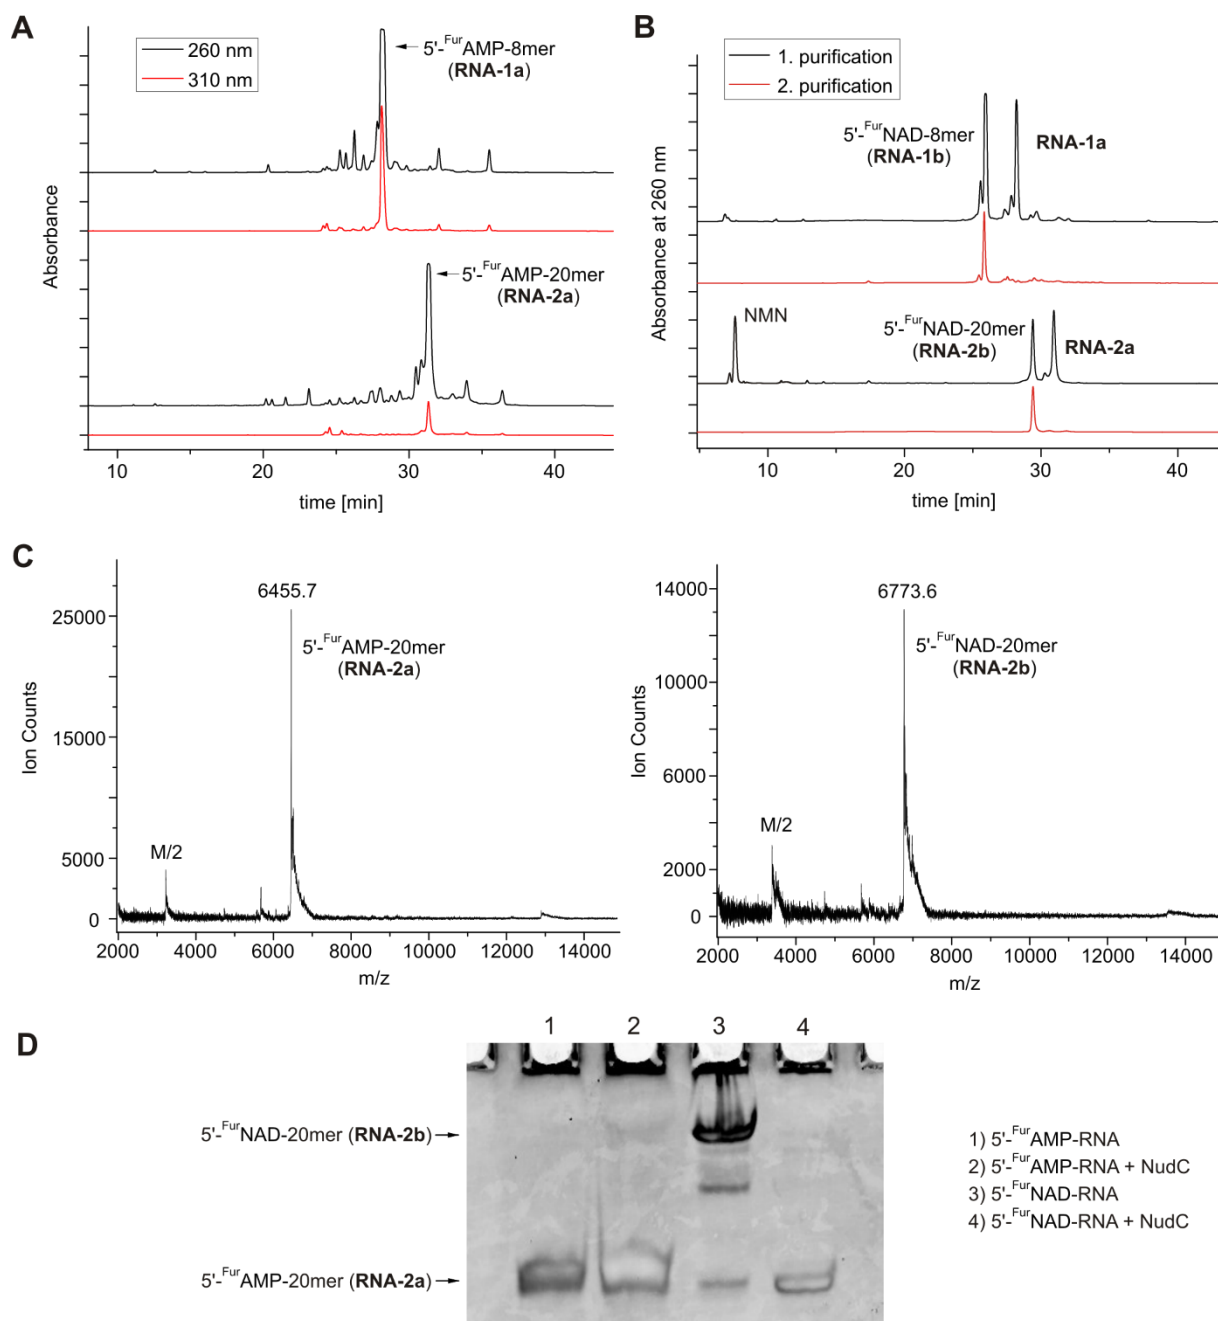 A
260 nm
310 nm
5'-FurAMP-8mer
(RNA-1a)
5'-FurAMP-20mer
(RNA-2a)
Absorbance
10 20 30 40
time [min]
B
1. purification
2. purification
5'-FurNAD-8mer
(RNA-1b)
RNA-1a
NMN
5'-FurNAD-20mer
(RNA-2b)
RNA-2a
Absorbance at 260 nm
10 20 30 40
time [min]
C
6455.7
5'-FurAMP-20mer
(RNA-2a)
M/2
Ion Counts
25000
15000
5000
0
2000 4000 6000 8000 10000 12000 14000
m/z
6773.6
5'-FurNAD-20mer
(RNA-2b)
M/2
Ion Counts
14000
10000
6000
2000
0
2000 4000 6000 8000 10000 12000 14000
m/z
D
1 2 3 4
5'-FurNAD-20mer (RNA-2b)
5'-FurAMP-20mer (RNA-2a)
1) 5'-FurAMP-RNA
2) 5'-FurAMP-RNA + NudC
3) 5'-FurNAD-RNA
4) 5'-FurNAD-RNA + NudC